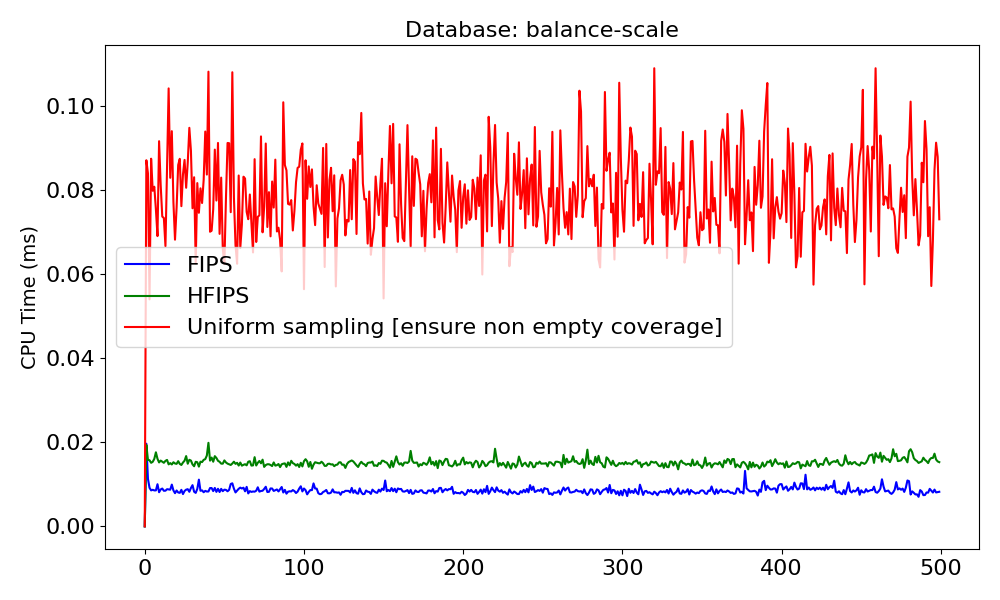 Database: balance-scale
CPU Time (ms)
0.10
0.08
0.06
0.04
0.02
0.00
FIPS
HFIPS
Uniform sampling [ensure non empty coverage]
0 100 200 300 400 500